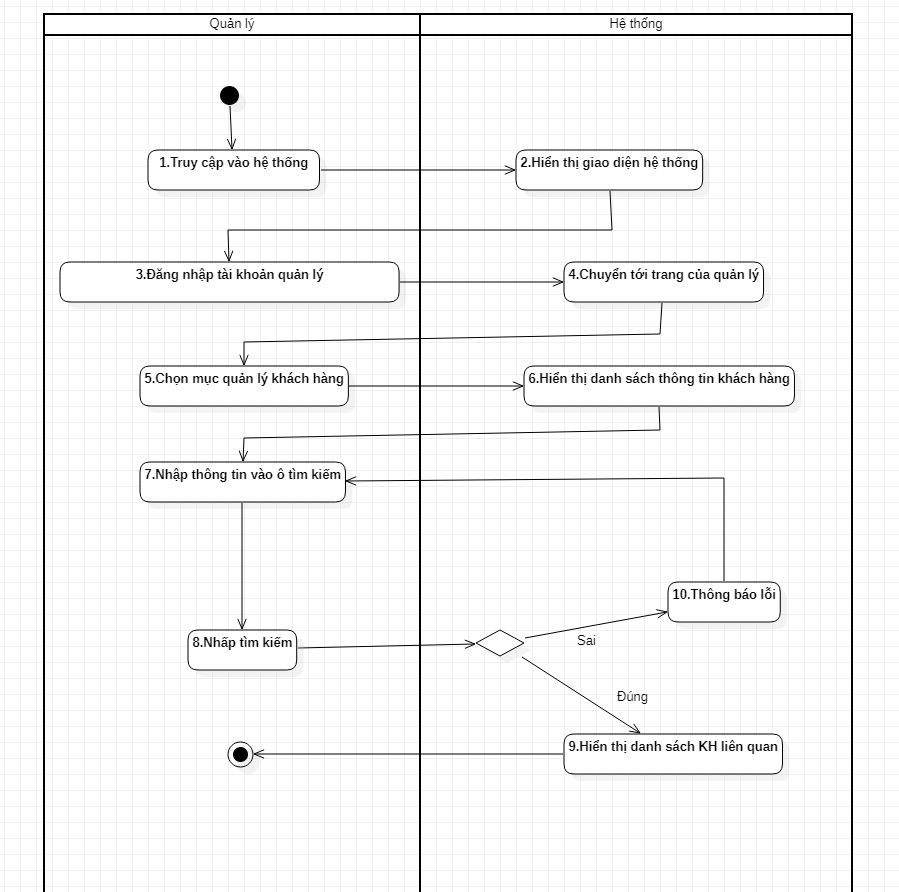 Quản lý
Hệ thống
1.Truy cập vào hệ thống
2.Hiển thị giao diện hệ thống
3.Đăng nhập tài khoản quản lý
4.Chuyển tới trang của quản lý
5.Chọn mục quản lý khách hàng
6.Hiển thị danh sách thông tin khách hàng
7.Nhập thông tin vào ô tìm kiếm
10.Thông báo lỗi
8.Nhấp tìm kiếm
Sai
Đúng
9.Hiển thị danh sách KH liên quan